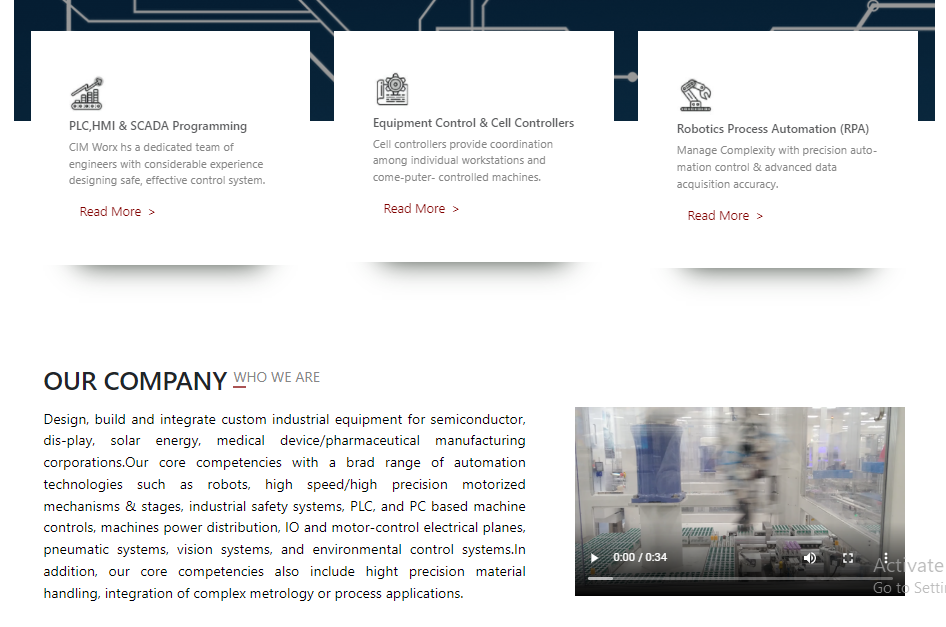 PLC,HMI & SCADA Programming
CIM Worx hs a dedicated team of
engineers with considerable experience
designing safe, effective control system.
Read More >
Equipment Control & Cell Controllers
Cell controllers provide coordination
among individual workstations and
come-puter- controlled machines.
Read More >
Robotics Process Automation (RPA)
Manage Complexity with precision auto-
mation control & advanced data
acquisition accuracy.
Read More >
OUR COMPANY WHO WE ARE
Design, build and integrate custom industrial equipment for semiconductor,
dis-play, solar energy, medical device/pharmaceutical manufacturing
corporations.Our core competencies with a brad range of automation
technologies such as robots, high speed/high precision motorized
mechanisms & stages, industrial safety systems, PLC, and PC based machine
controls, machines power distribution, IO and motor-control electrical planes,
pneumatic systems, vision systems, and environmental control systems.In
addition, our core competencies also include hight precision material
handling, integration of complex metrology or process applications.
0:00 / 0:34
Activate
Go to Setti